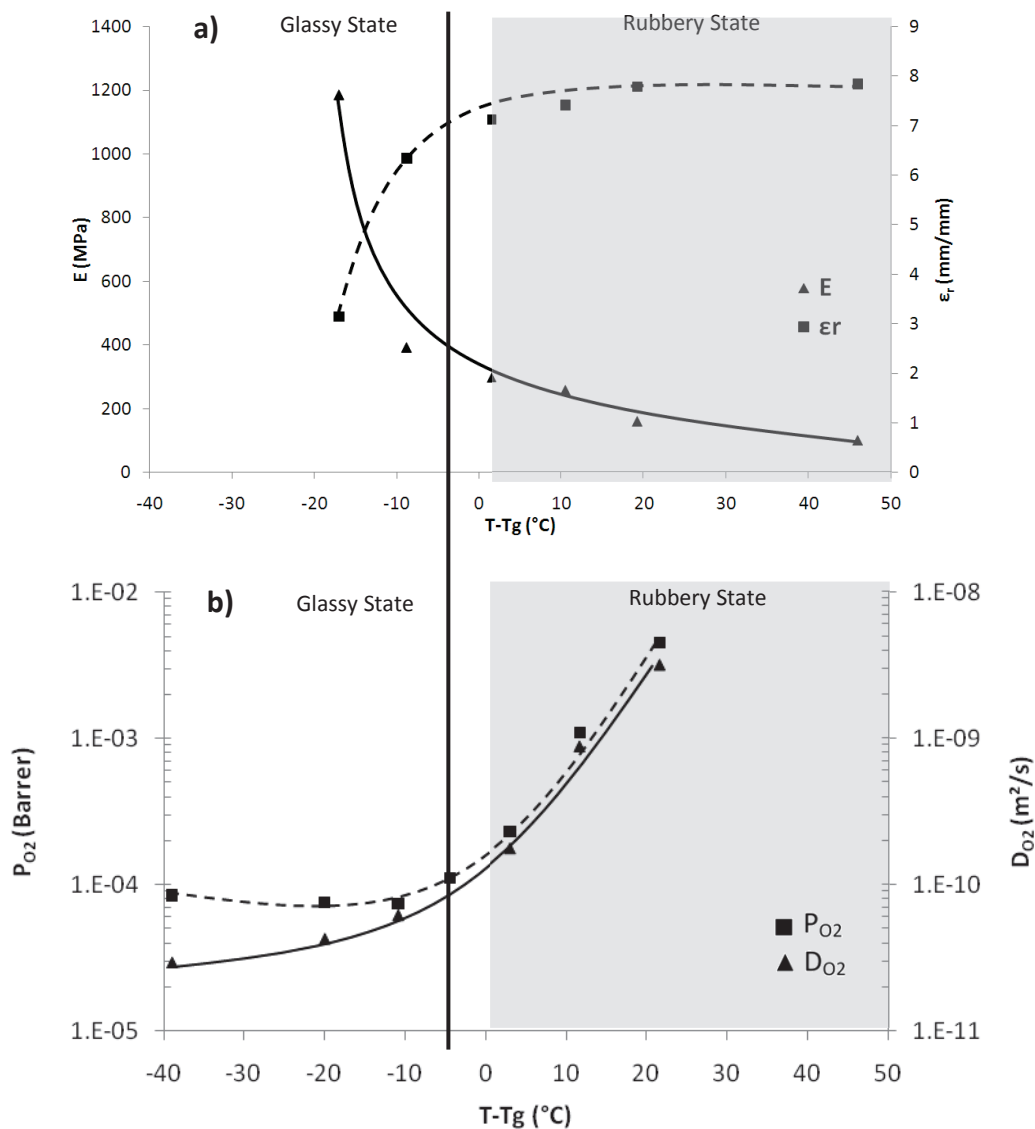 a)
Glassy State
Rubbery State
1400
1200
1000
800
600
400
200
0
E (MPa)
9
8
7
6
5
4
3
2
1
0
εr (mm/mm)
E
εr
-40 -30 -20 -10 0 10 20 30 40 50
T-Tg (°C)
b)
Glassy State
Rubbery State
1.E-02
1.E-03
1.E-04
1.E-05
PO2 (Barrer)
1.E-08
1.E-09
1.E-10
1.E-11
DO2 (m²/s)
PO2
DO2
-40 -30 -20 -10 0 10 20 30 40 50
T-Tg (°C)